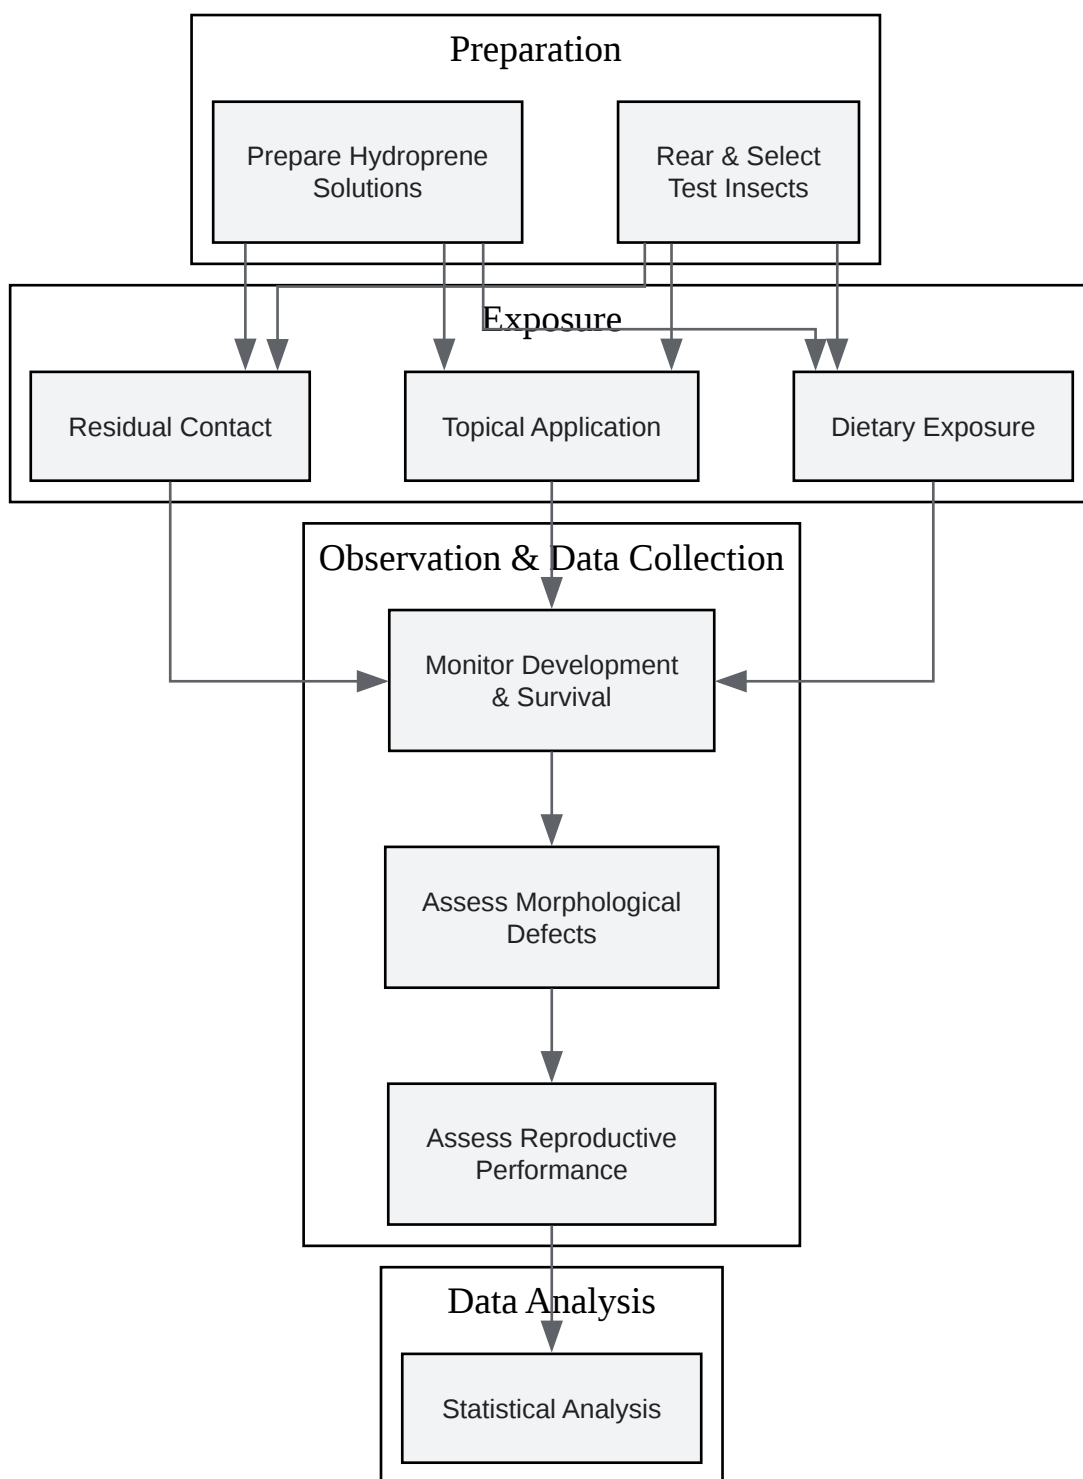 Preparation
Prepare Hydroprene
Solutions
Rear & Select
Test Insects
Exposure
Residual Contact
Topical Application
Dietary Exposure
Observation & Data Collection
Monitor Development
& Survival
Assess Morphological
Defects
Assess Reproductive
Performance
Data Analysis
Statistical Analysis